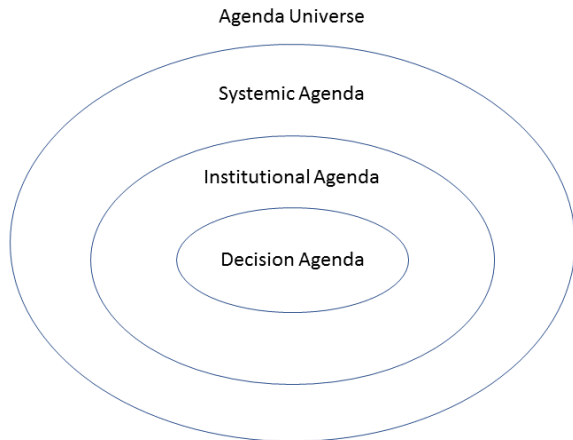 Agenda Universe
Systemic Agenda
Institutional Agenda
Decision Agenda